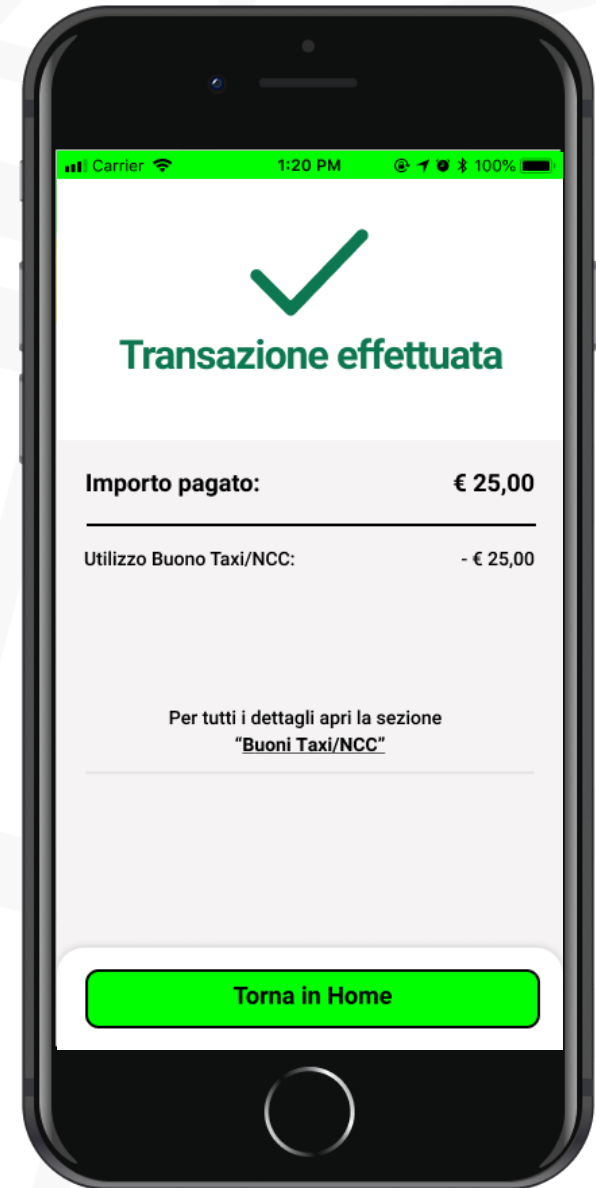 Carrier 1:20 PM 100%
Transazione effettuata
Importo pagato: € 25,00
Utilizzo Buono Taxi/NCC: - € 25,00
Per tutti i dettagli apri la sezione
“Buoni Taxi/NCC”
Torna in Home